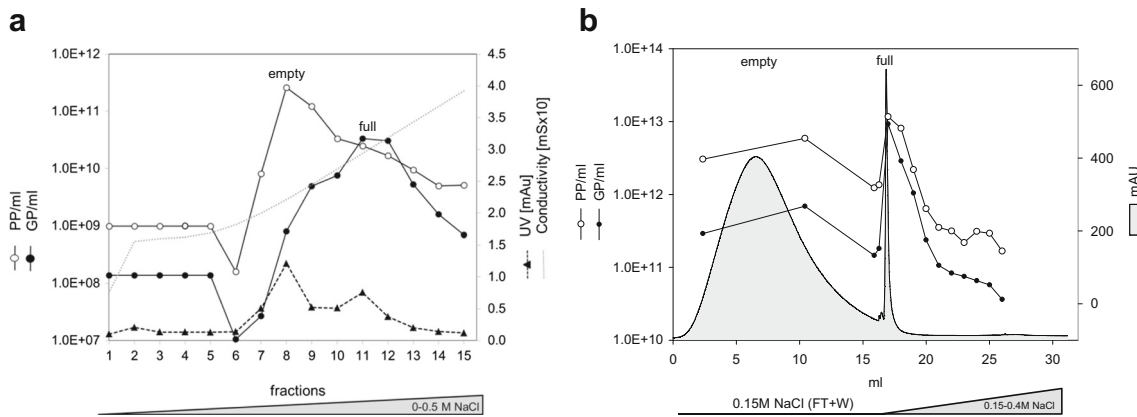 a
1.0E+12
1.0E+11
1.0E+10
1.0E+09
1.0E+08
1.0E+07
PP/ml
GP/ml
empty
full
4.5
4.0
3.5
3.0
2.5
2.0
1.5
1.0
0.5
0.0
UV [mAu]
Conductivity [mSx10]
1 2 3 4 5 6 7 8 9 10 11 12 13 14 15
fractions
0-0.5 M NaCl
b
1.0E+14
1.0E+13
1.0E+12
1.0E+11
1.0E+10
PP/ml
GP/ml
empty
full
600
400
200
0
mAU
0 5 10 15 20 25 30
ml
0.15M NaCl (FT+W)
0.15-0.4M NaCl